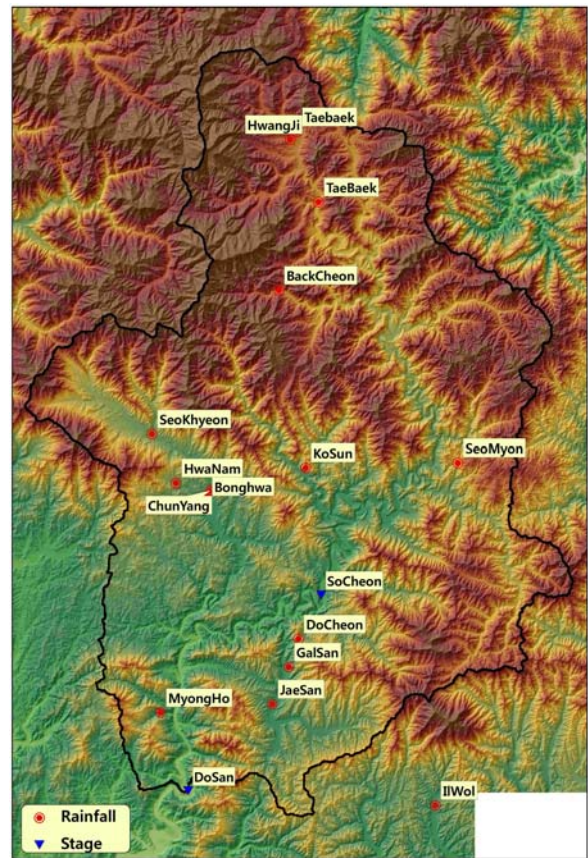 Taebaek
HwangJi
TaeBaek
BackCheon
SeoKhyeon
KoSun
SeoMyon
HwaNam
Bonghwa
ChunYang
SoCheon
DoCheon
GalSan
MyongHo
JaeSan
DoSan
IlWol
Rainfall
Stage